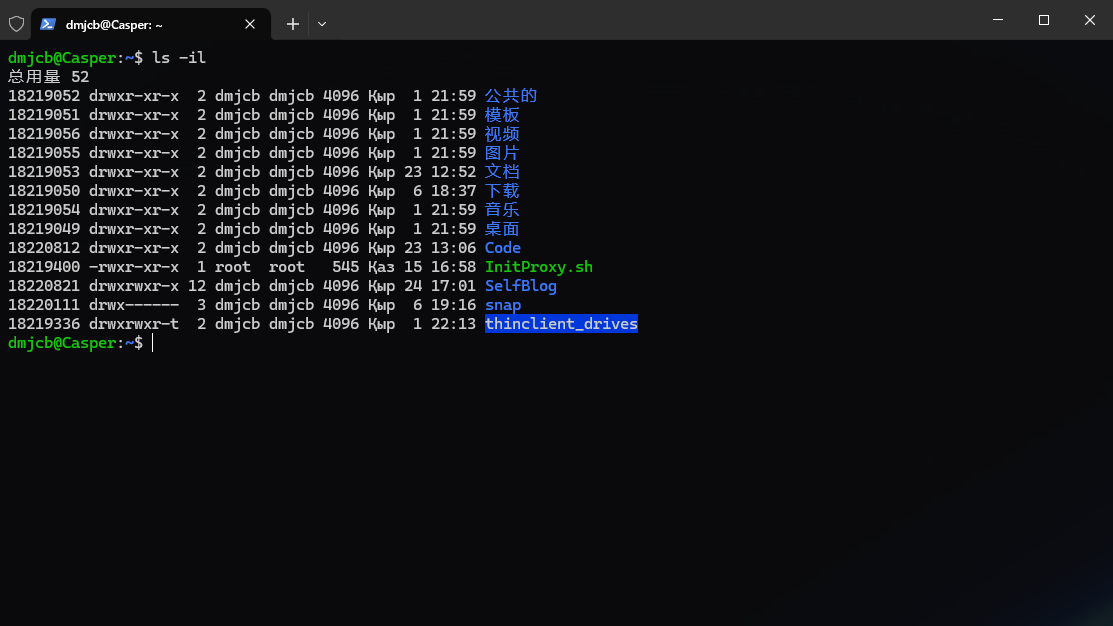 dmjcb@Casper: ~
dmjcb@Casper:~$ ls -il
总用量 52
18219052 drwxr-xr-x  2 dmjcb dmjcb 4096 Қыр  1 21:59 公共的
18219051 drwxr-xr-x  2 dmjcb dmjcb 4096 Қыр  1 21:59 模板
18219056 drwxr-xr-x  2 dmjcb dmjcb 4096 Қыр  1 21:59 视频
18219055 drwxr-xr-x  2 dmjcb dmjcb 4096 Қыр  1 21:59 图片
18219053 drwxr-xr-x  2 dmjcb dmjcb 4096 Қыр 23 12:52 文档
18219050 drwxr-xr-x  2 dmjcb dmjcb 4096 Қыр  6 18:37 下载
18219054 drwxr-xr-x  2 dmjcb dmjcb 4096 Қыр  1 21:59 音乐
18219049 drwxr-xr-x  2 dmjcb dmjcb 4096 Қыр  1 21:59 桌面
18220812 drwxr-xr-x  2 dmjcb dmjcb 4096 Қыр 23 13:06 Code
18219400 -rwxr-xr-x  1 root  root   545 Қаз 15 16:58 InitProxy.sh
18220821 drwxrwxr-x 12 dmjcb dmjcb 4096 Қыр 24 17:01 SelfBlog
18220111 drwx------  3 dmjcb dmjcb 4096 Қыр  6 19:16 snap
18219336 drwxrwxr-t  2 dmjcb dmjcb 4096 Қыр  1 22:13 thinclient_drives
dmjcb@Casper:~$